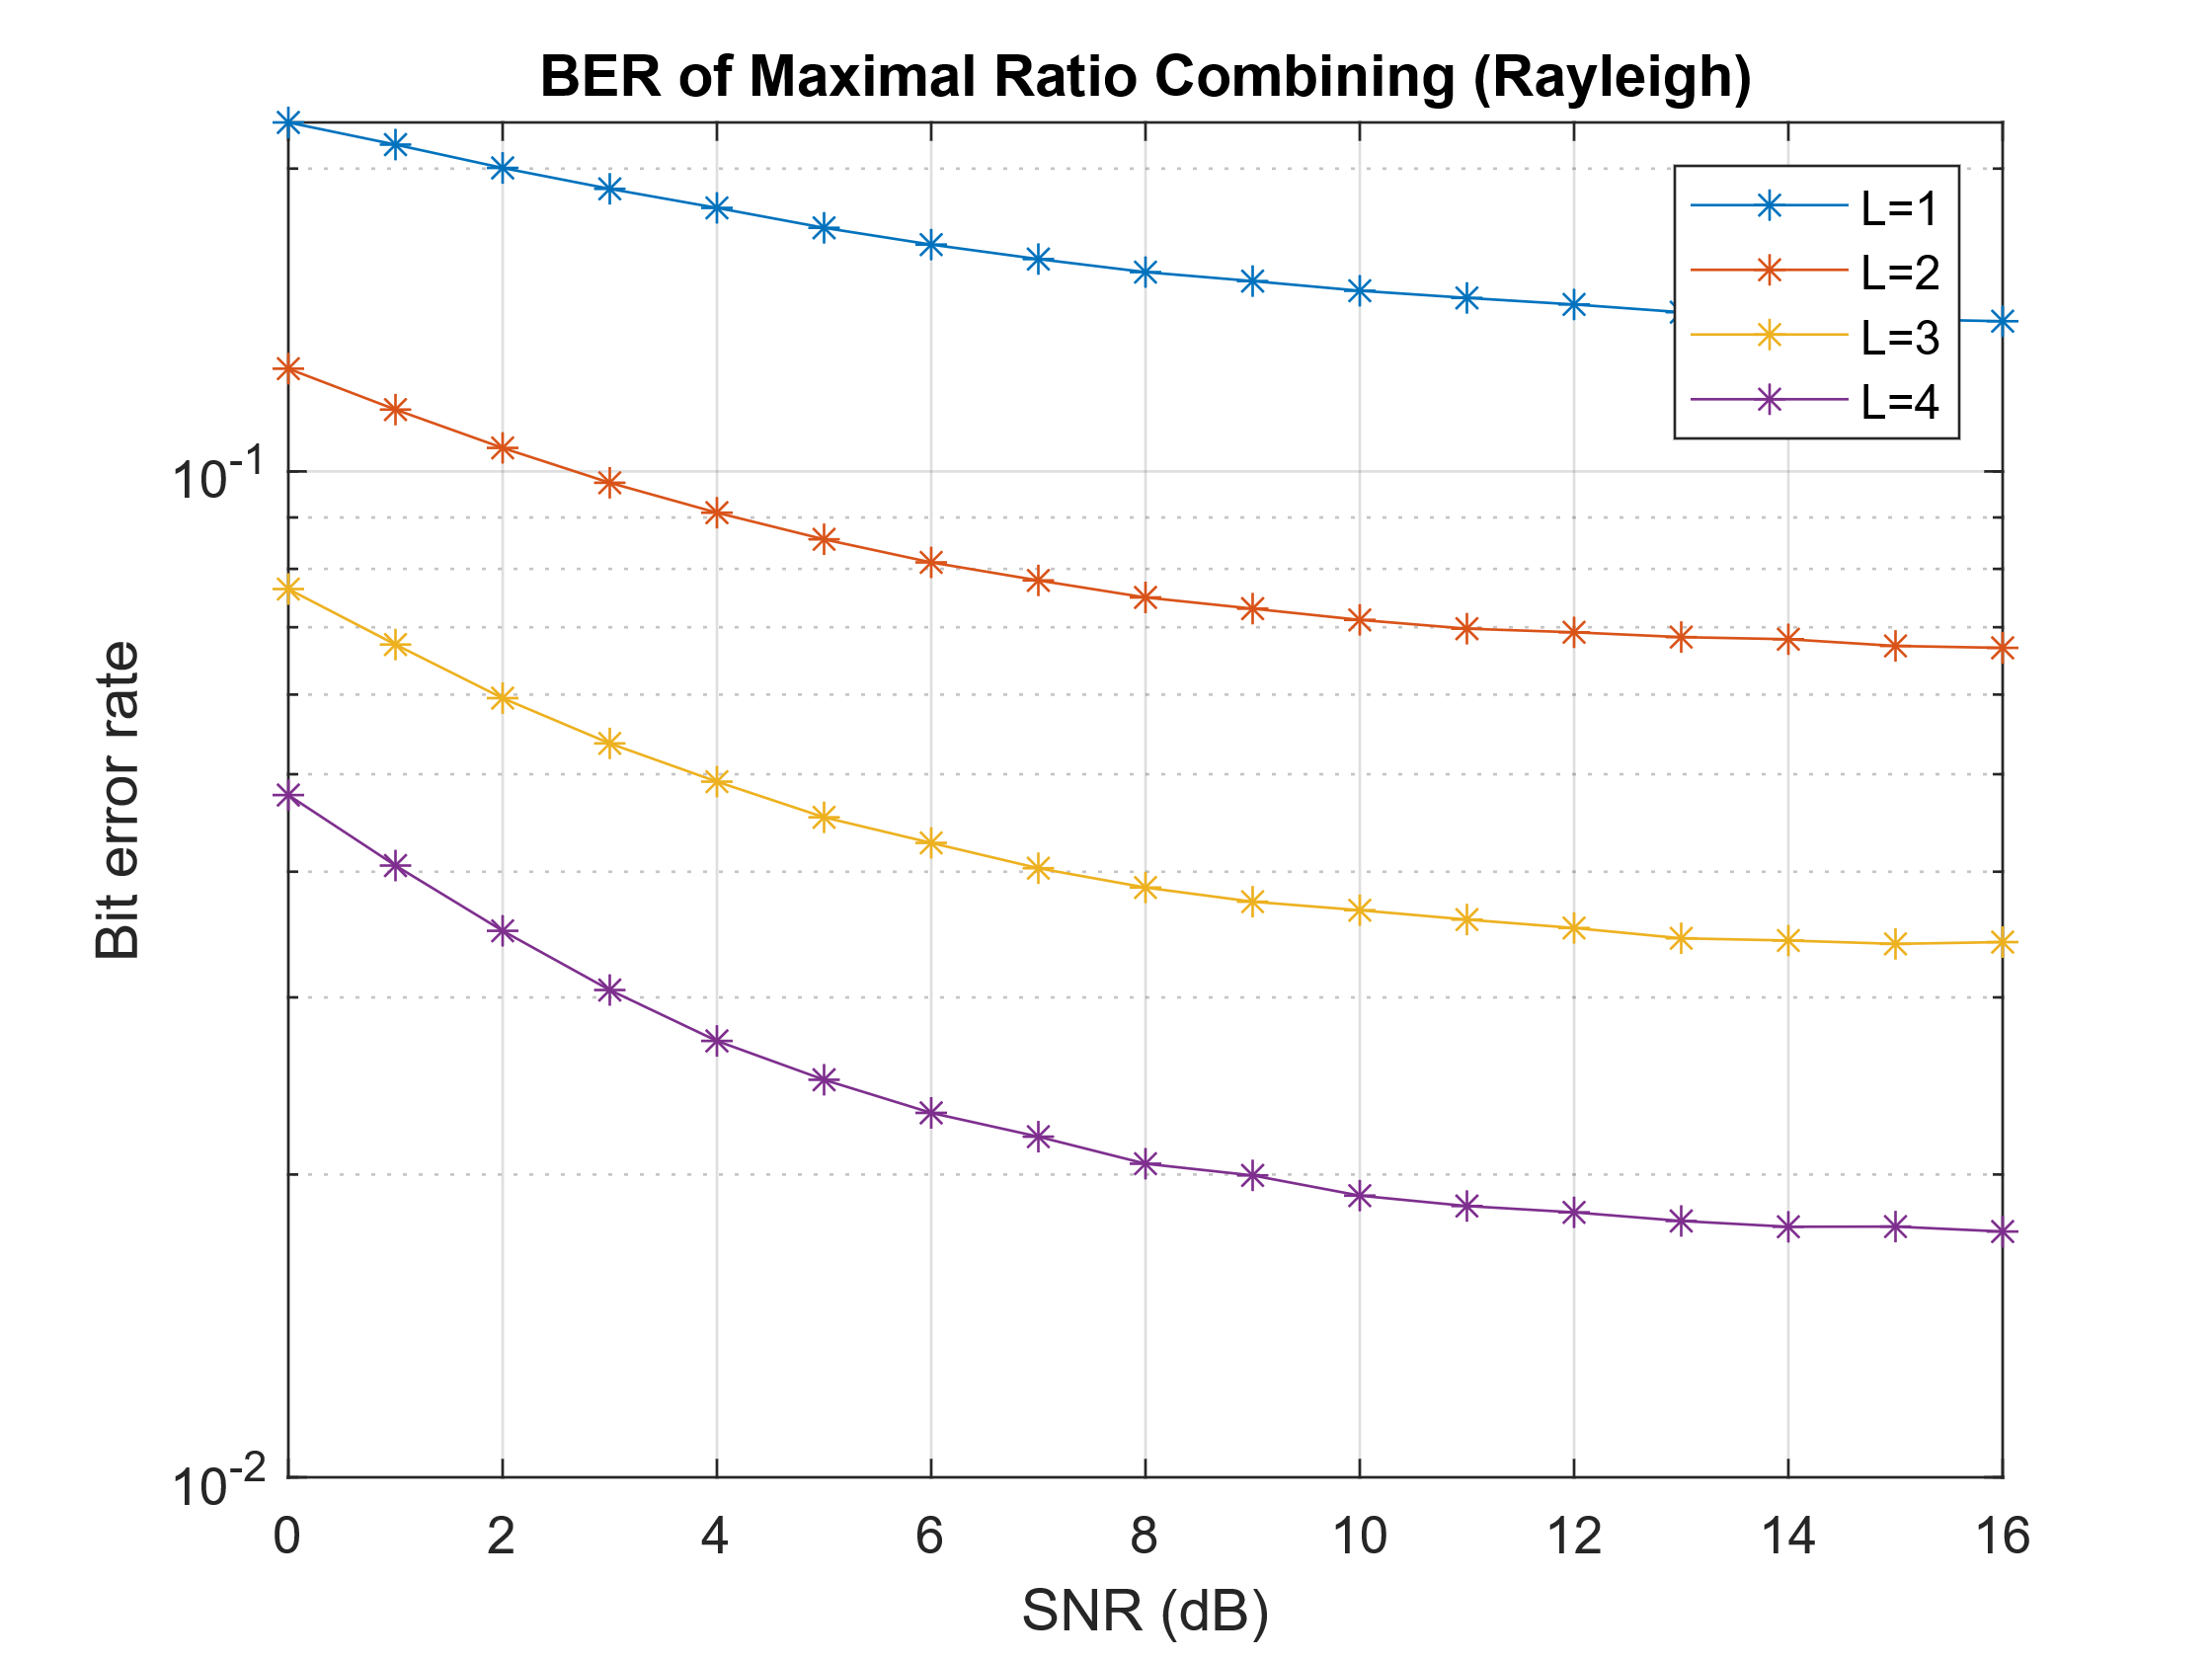 BER of Maximal Ratio Combining (Rayleigh)
L=1
L=2
L=3
L=4
10-1
Bit error rate
10-2
0 2 4 6 8 10 12 14 16
SNR (dB)